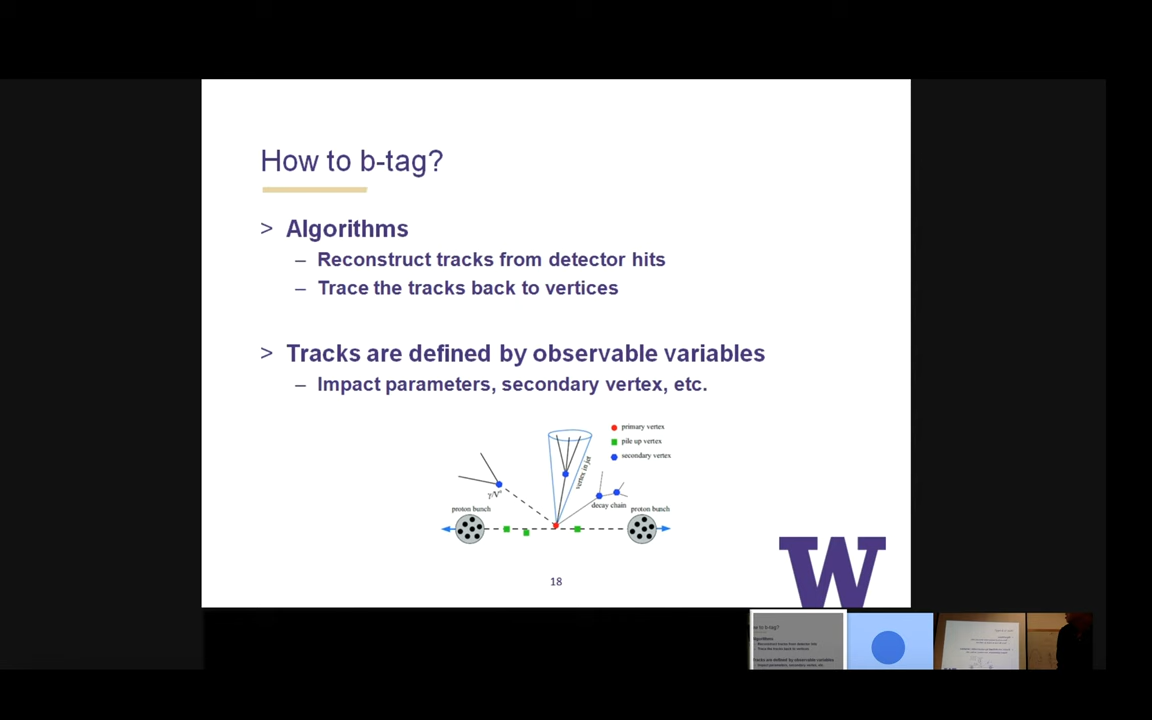 How to b-tag?
> Algorithms
– Reconstruct tracks from detector hits
– Trace the tracks back to vertices
> Tracks are defined by observable variables
– Impact parameters, secondary vertex, etc.
primary vertex
pile up vertex
secondary vertex
vertex in jet
γ/V⁰
decay chain
proton bunch
proton bunch
18
W